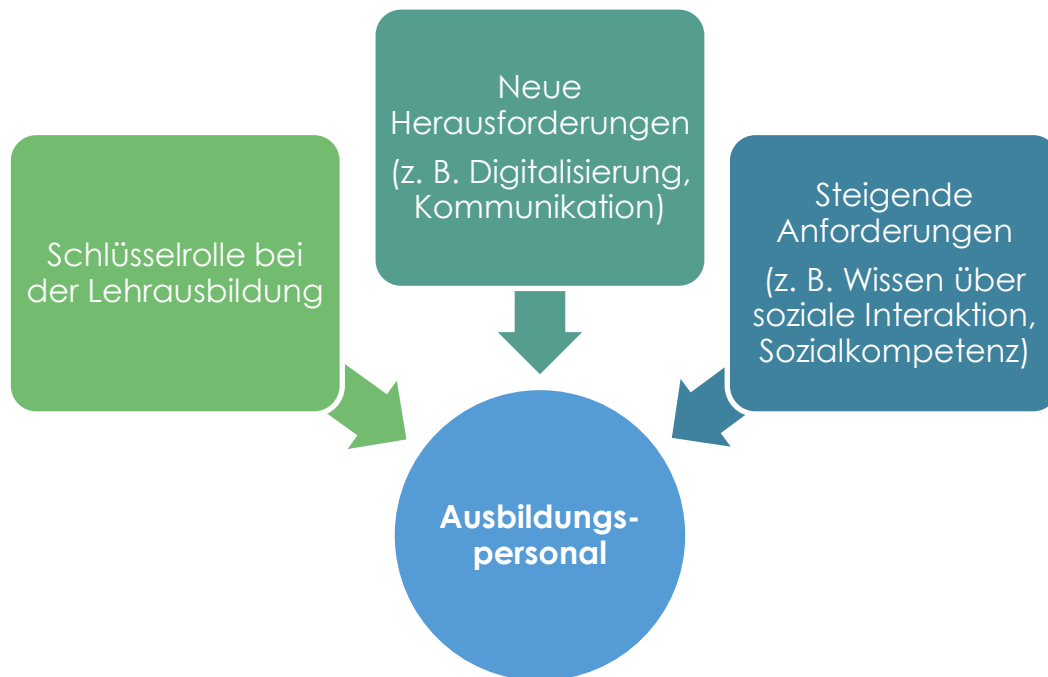 Schlüsselrolle bei
der Lehrausbildung
Neue
Herausforderungen
(z. B. Digitalisierung,
Kommunikation)
Steigende
Anforderungen
(z. B. Wissen über
soziale Interaktion,
Sozialkompetenz)
Ausbildungs-
personal